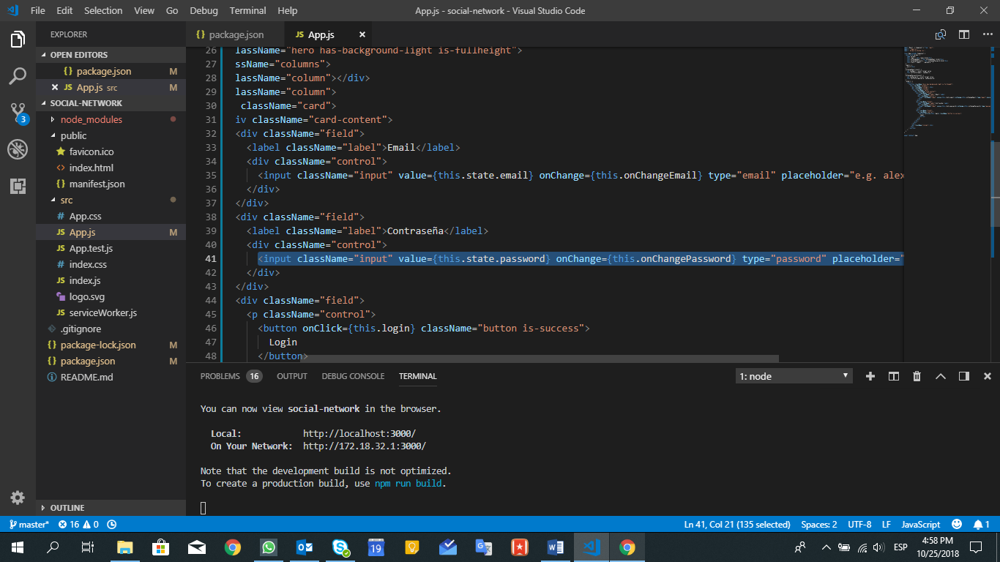 File Edit Selection View Go Debug Terminal Help
App.js - social-network - Visual Studio Code
EXPLORER
OPEN EDITORS
{} package.json M
JS App.js src M
SOCIAL-NETWORK
node_modules
public
favicon.ico
<> index.html
{} manifest.json
src
# App.css
JS App.js M
JS App.test.js
# index.css
JS index.js
logo.svg
JS serviceWorker.js
.gitignore
{} package-lock.json M
{} package.json M
README.md
OUTLINE
3
{} package.json
JS App.js
26 lassName="hero has-background-light is-fullheight">
27 ssName="columns">
28 lassName="column"></div>
29 lassName="column">
30 className="card">
31 iv className="card-content">
32 <div className="field">
33 <label className="label">Email</label>
34 <div className="control">
35 <input className="input" value={this.state.email} onChange={this.onChangeEmail} type="email" placeholder="e.g. alex
36 </div>
37 </div>
38 <div className="field">
39 <label className="label">Contraseña</label>
40 <div className="control">
41 <input className="input" value={this.state.password} onChange={this.onChangePassword} type="password" placeholder="
42 </div>
43 </div>
44 <div className="field">
45 <p className="control">
46 <button onClick={this.login} className="button is-success">
47 Login
48 </button>
PROBLEMS 16 OUTPUT DEBUG CONSOLE TERMINAL
1: node
You can now view social-network in the browser.
Local: http://localhost:3000/
On Your Network: http://172.18.32.1:3000/
Note that the development build is not optimized.
To create a production build, use npm run build.
master* 16 0
Ln 41, Col 21 (135 selected) Spaces: 2 UTF-8 LF JavaScript 1
19
ESP
4:58 PM
10/25/2018